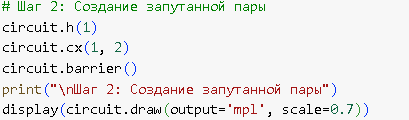 # Шаг 2: Создание запутанной пары
circuit.h(1)
circuit.cx(1, 2)
circuit.barrier()
print("\nШаг 2: Создание запутанной пары")
display(circuit.draw(output='mpl', scale=0.7))